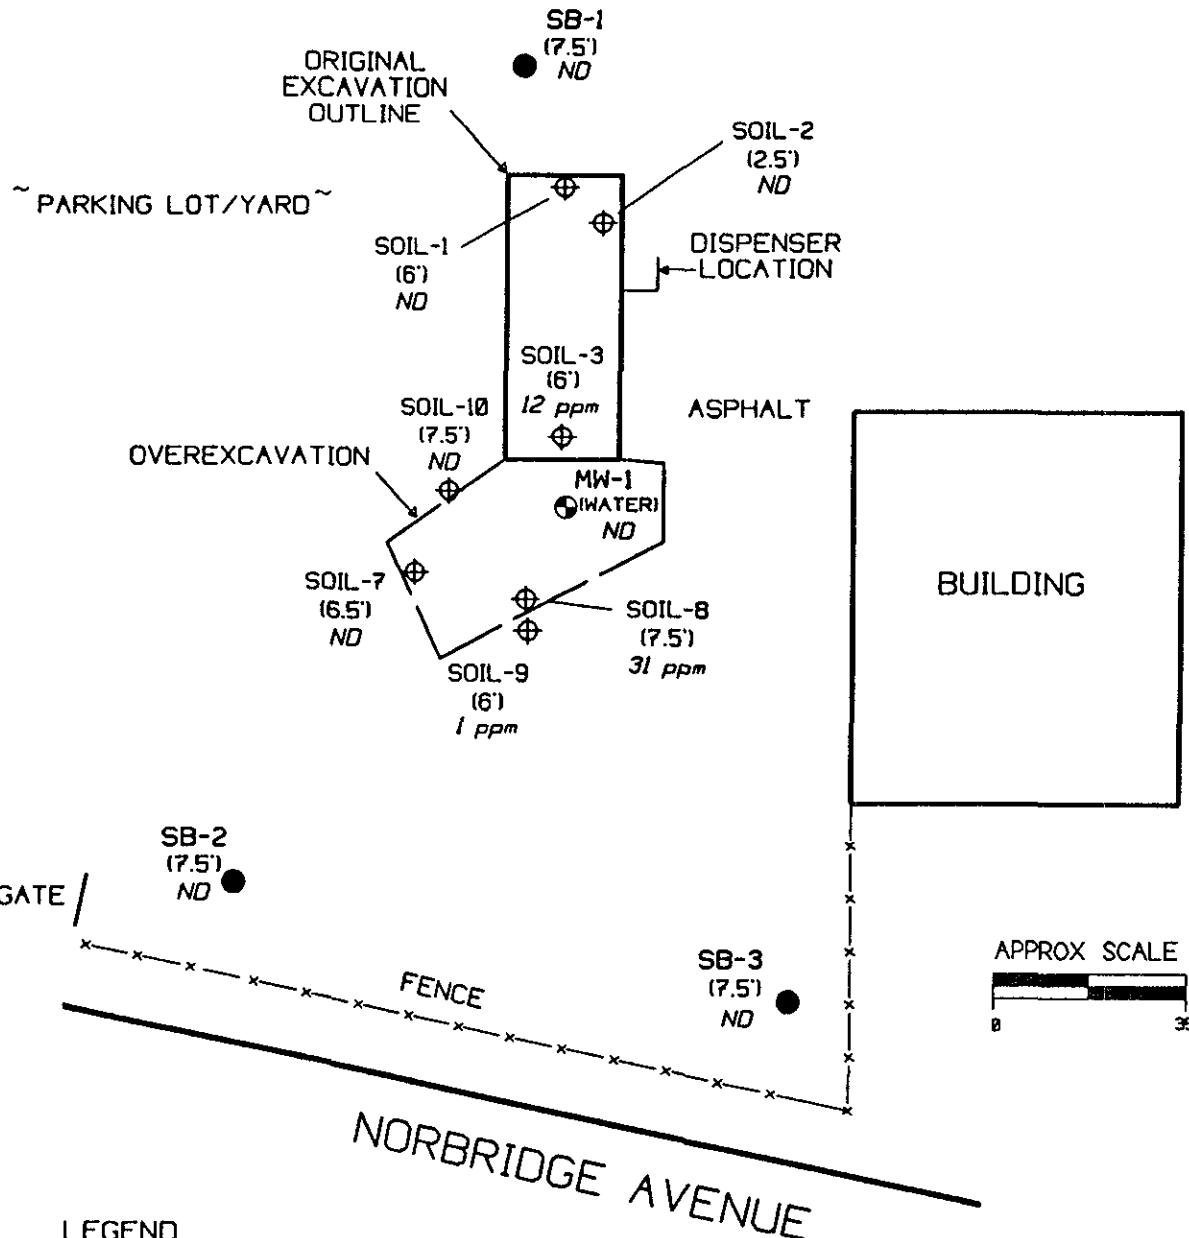 SB-1
(7.5')
ND
ORIGINAL
EXCAVATION
OUTLINE
SOIL-2
(2.5')
ND
~ PARKING LOT/YARD ~
SOIL-1
(6')
ND
DISPENSER
LOCATION
SOIL-3
(6')
12 ppm
SOIL-10
(7.5')
ND
ASPHALT
OVEREXCAVATION
MW-1
(WATER)
ND
SOIL-7
(6.5')
ND
SOIL-8
(7.5')
31 ppm
SOIL-9
(6')
1 ppm
BUILDING
SB-2
(7.5')
ND
GATE
FENCE
SB-3
(7.5')
ND
APPROX SCALE
0
NORBRIDGE AVENUE
LEGEND